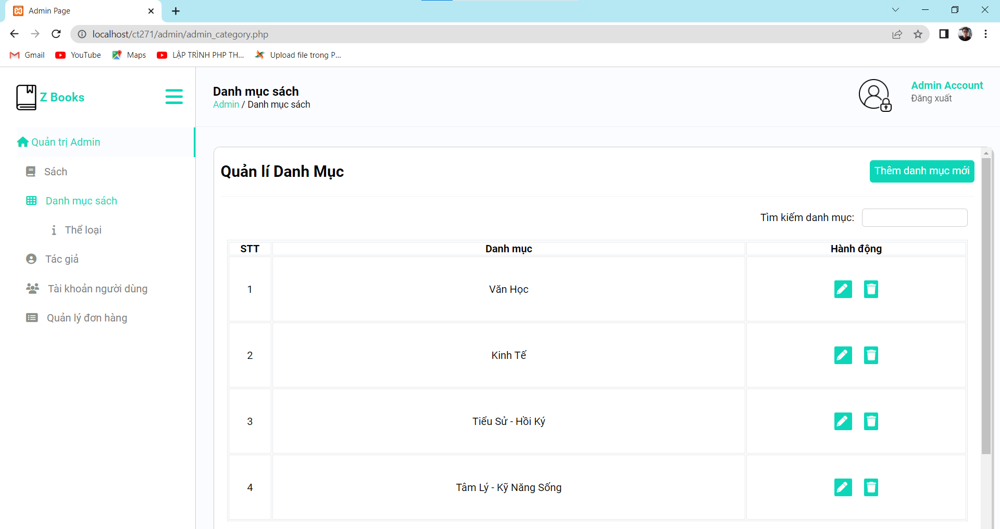 Admin Page
localhost/ct271/admin/admin_category.php
Gmail YouTube Maps LẬP TRÌNH PHP TH... Upload file trong P...
Z Books
Quản trị Admin
Sách
Danh mục sách
Thể loại
Tác giả
Tài khoản người dùng
Quản lý đơn hàng
Danh mục sách
Admin / Danh mục sách
Admin Account
Đăng xuất
Quản lí Danh Mục
Thêm danh mục mới
Tìm kiếm danh mục:
STT Danh mục Hành động
1 Văn Học
2 Kinh Tế
3 Tiểu Sử - Hồi Ký
4 Tâm Lý - Kỹ Năng Sống